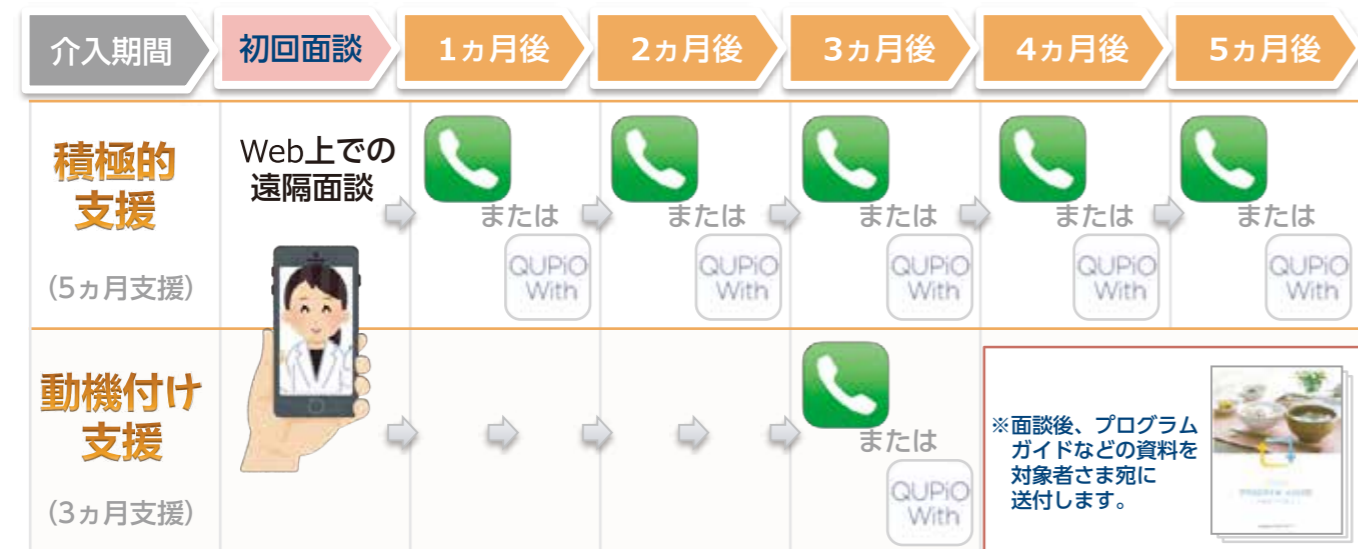 介入期間
初回面談
1ヵ月後
2ヵ月後
3ヵ月後
4ヵ月後
5ヵ月後
積極的
支援
(5ヵ月支援)
Web上での
遠隔面談
または
QUPiO
With
または
QUPiO
With
または
QUPiO
With
または
QUPiO
With
または
QUPiO
With
動機付け
支援
(3ヵ月支援)
または
QUPiO
With
※面談後、プログラム
ガイドなどの資料を
対象者さま宛に
送付します。